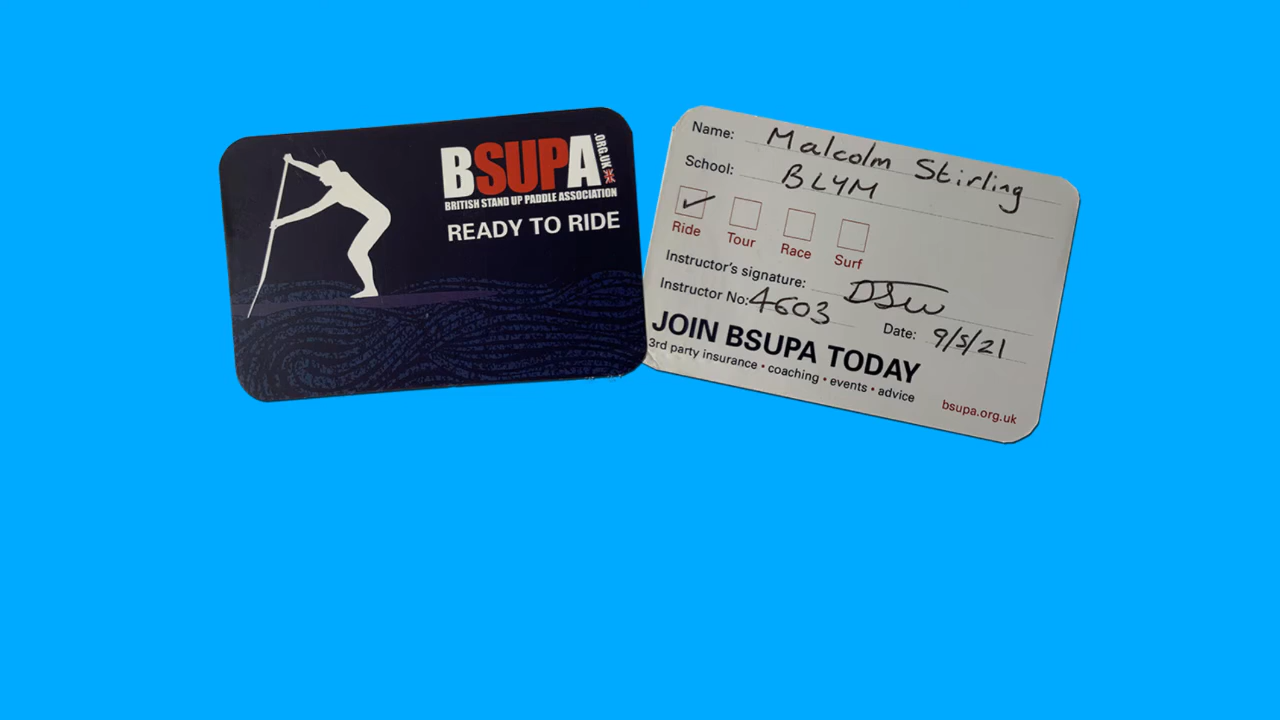 BSUPA
.ORG.UK
BRITISH STAND UP PADDLE ASSOCIATION
READY TO RIDE
Name: Malcolm Stirling
School: BLYM
Ride Tour Race Surf
Instructor's signature:
Instructor No: 4603
Date: 9/5/21
JOIN BSUPA TODAY
3rd party insurance • coaching • events • advice
bsupa.org.uk